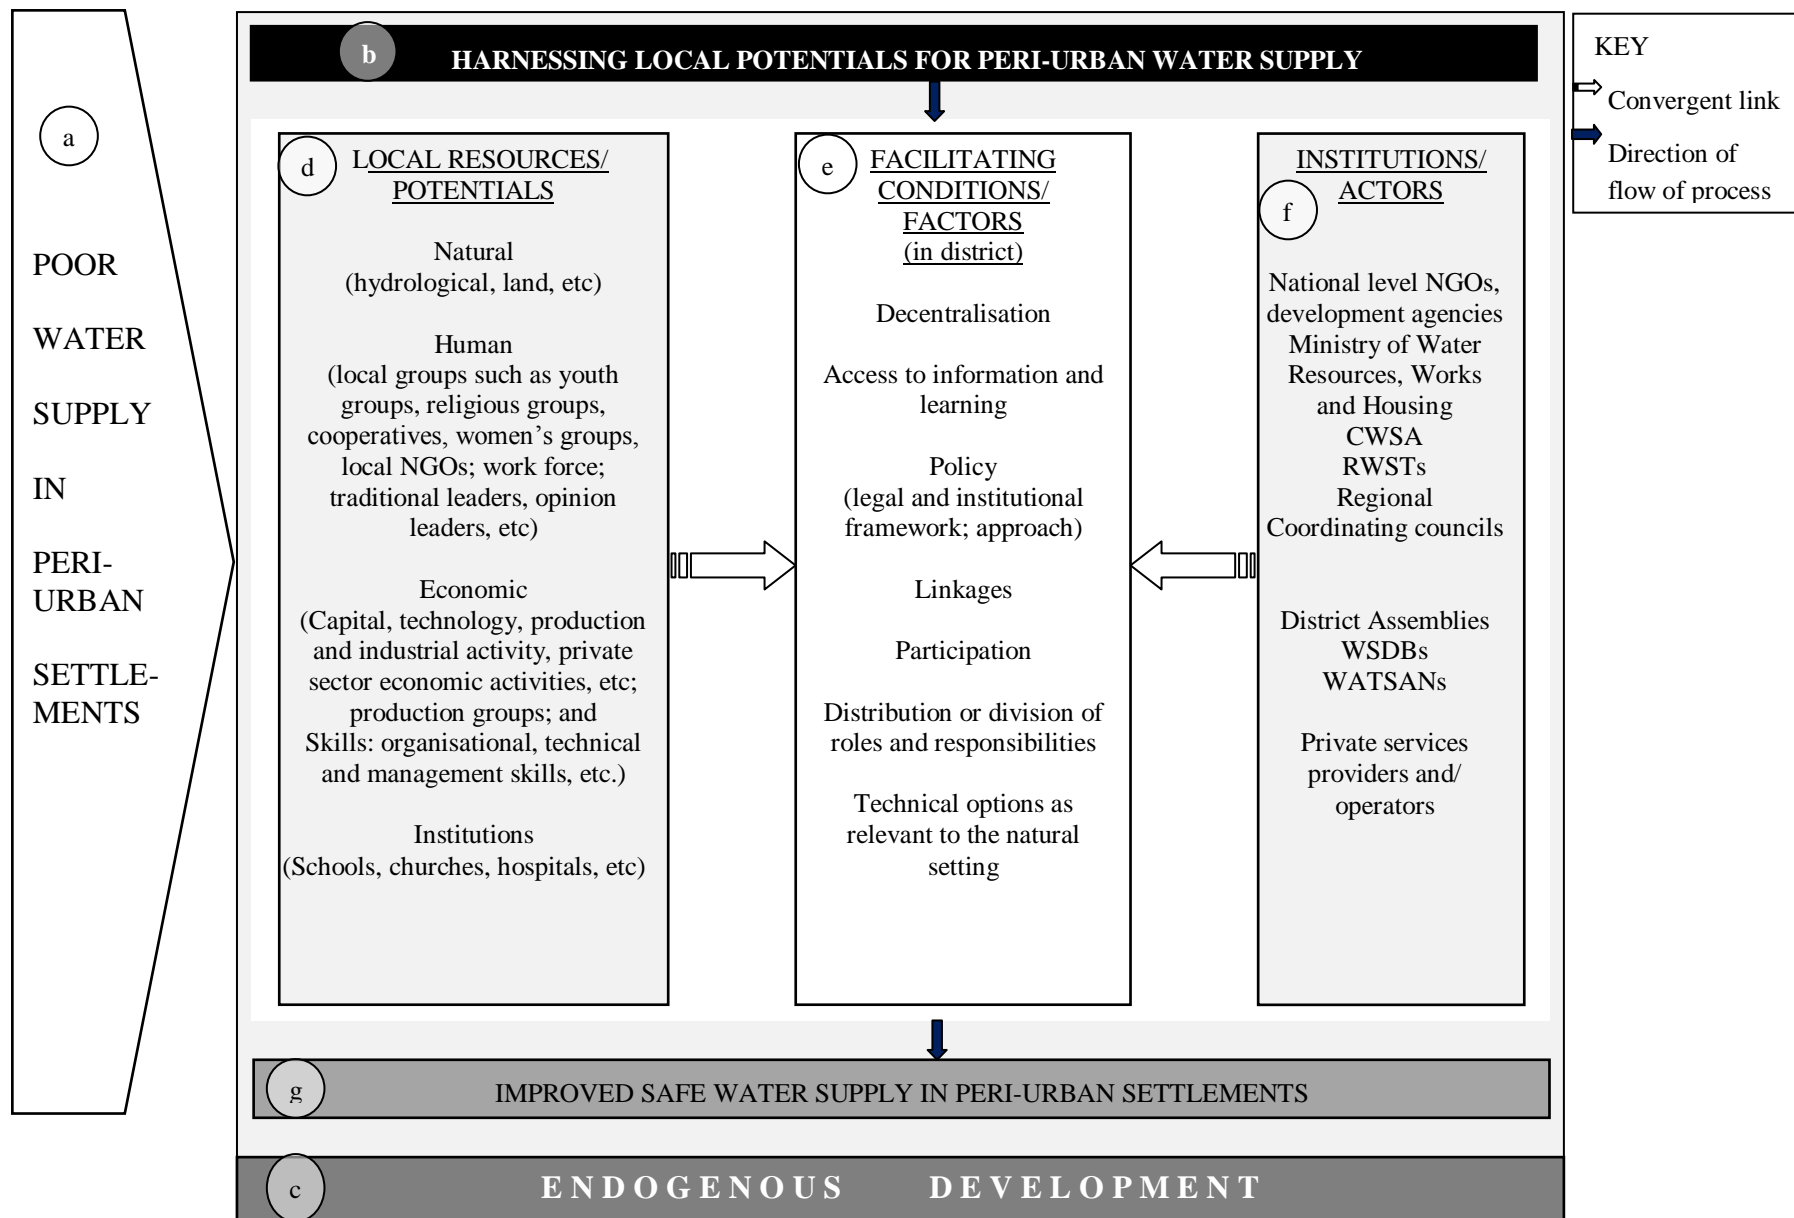 a
POOR
WATER
SUPPLY
IN
PERI-
URBAN
SETTLE-
MENTS
b
HARNESSING LOCAL POTENTIALS FOR PERI-URBAN WATER SUPPLY
d
LOCAL RESOURCES/
POTENTIALS
Natural
(hydrological, land, etc)
Human
(local groups such as youth
groups, religious groups,
cooperatives, women’s groups,
local NGOs; work force;
traditional leaders, opinion
leaders, etc)
Economic
(Capital, technology, production
and industrial activity, private
sector economic activities, etc;
production groups; and
Skills: organisational, technical
and management skills, etc.)
Institutions
(Schools, churches, hospitals, etc)
e
FACILITATING
CONDITIONS/
FACTORS
(in district)
Decentralisation
Access to information and
learning
Policy
(legal and institutional
framework; approach)
Linkages
Participation
Distribution or division of
roles and responsibilities
Technical options as
relevant to the natural
setting
INSTITUTIONS/
ACTORS
f
National level NGOs,
development agencies
Ministry of Water
Resources, Works
and Housing
CWSA
RWSTs
Regional
Coordinating councils
District Assemblies
WSDBs
WATSANs
Private services
providers and/
operators
g
IMPROVED SAFE WATER SUPPLY IN PERI-URBAN SETTLEMENTS
c
ENDOGENOUS DEVELOPMENT
KEY
Convergent link
Direction of
flow of process